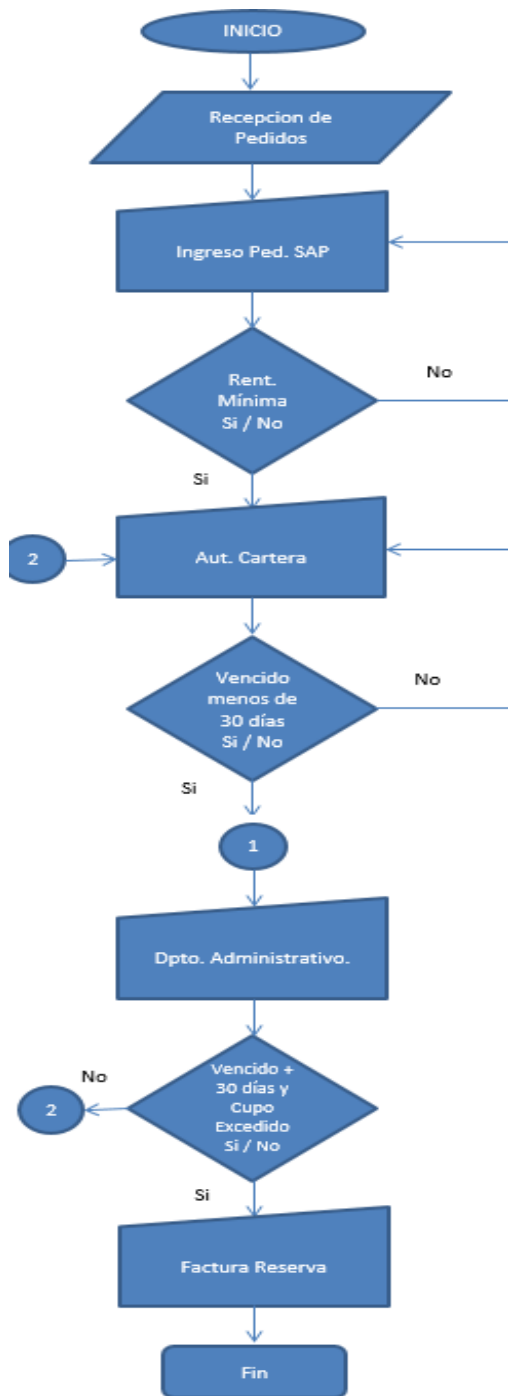 INICIO
Recepcion de
Pedidos
Ingreso Ped. SAP
Rent.
Mínima
Si / No
No
Si
2
Aut. Cartera
Vencido
menos de
30 días
Si / No
No
Si
1
Dpto. Administrativo.
Vencido +
30 días y
Cupo
Excedido
Si / No
No
2
Si
Factura Reserva
Fin